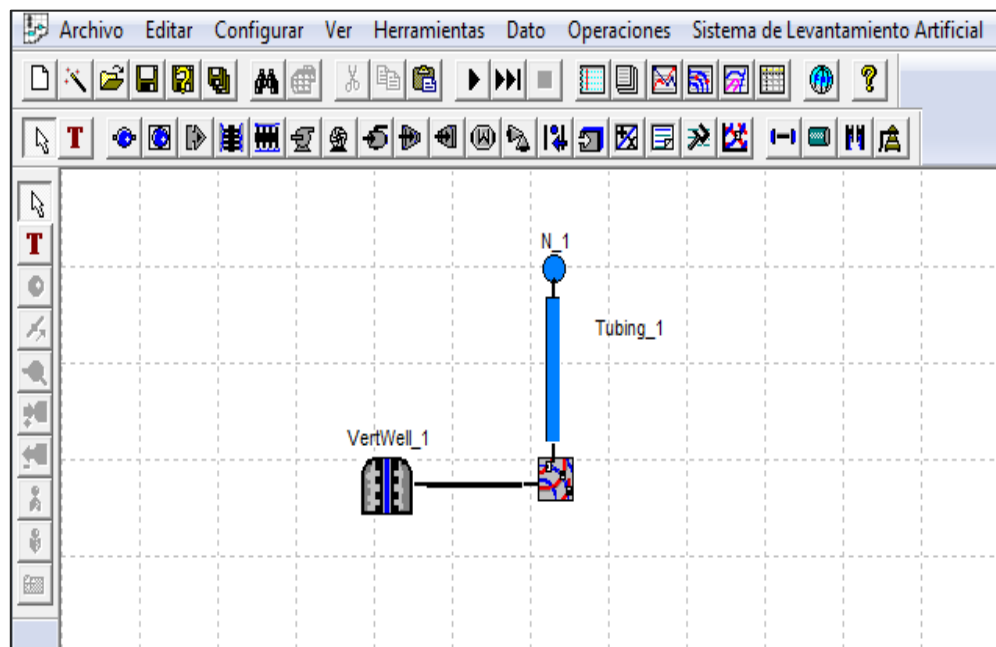 Archivo Editar Configurar Ver Herramientas Dato Operaciones Sistema de Levantamiento Artificial
T
T
N_1
Tubing_1
VertWell_1